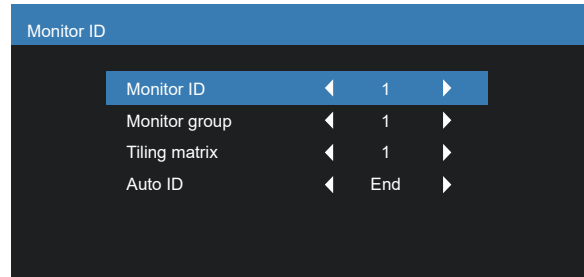 Monitor ID
Monitor ID 1
Monitor group 1
Tiling matrix 1
Auto ID End